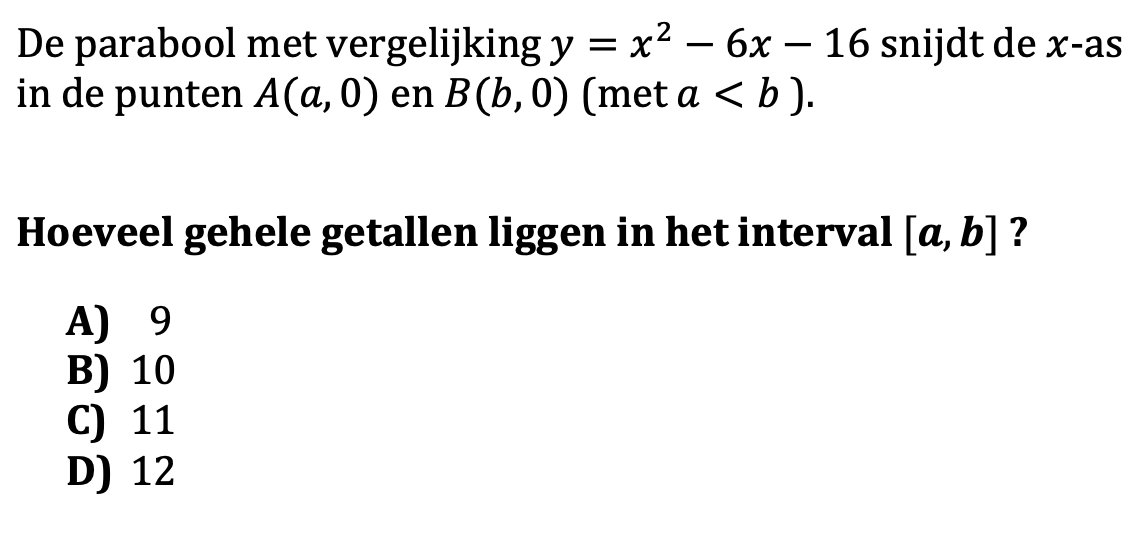 De parabool met vergelijking y = x² − 6x − 16 snijdt de x-as
in de punten A(a, 0) en B(b, 0) (met a < b ).
Hoeveel gehele getallen liggen in het interval [a, b] ?
A) 9
B) 10
C) 11
D) 12